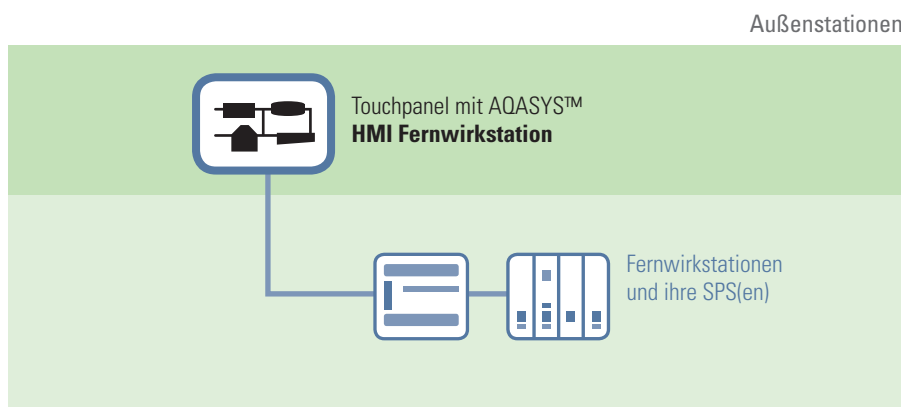 Außenstationen
Touchpanel mit AQASYS™
HMI Fernwirkstation
Fernwirkstationen
und ihre SPS(en)